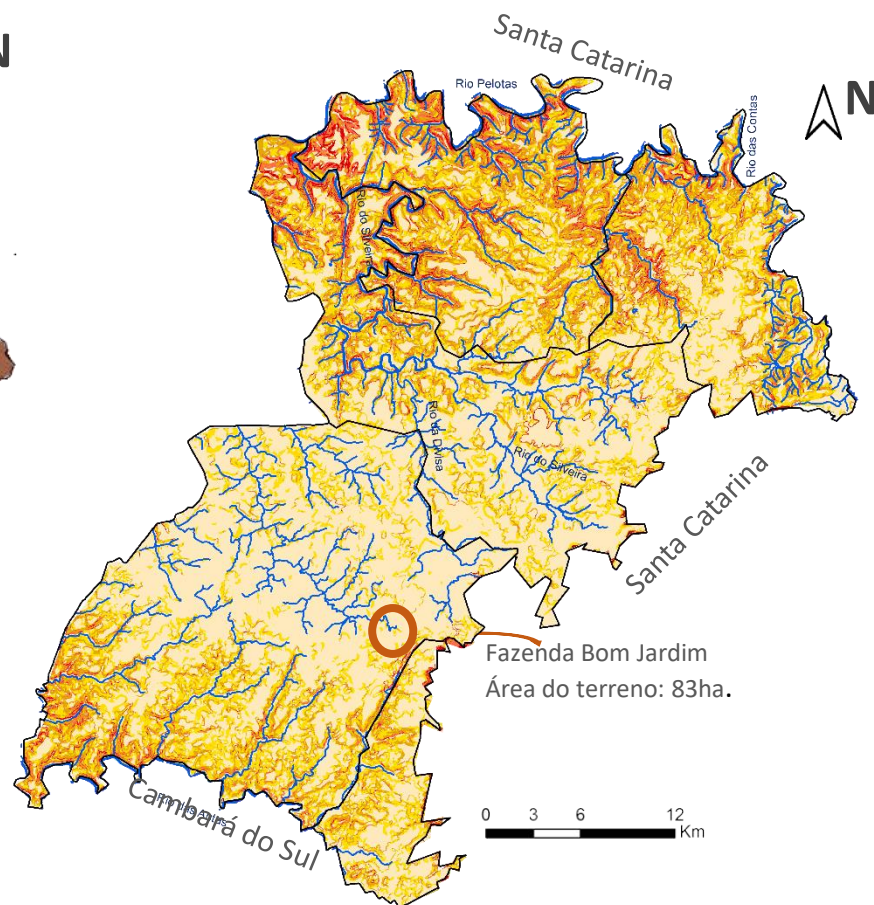 N
Santa Catarina
Rio Pelotas
N
Rio das Contas
Rio do Silveira
Rio da Divisa
Rio do Silveira
Santa Catarina
Fazenda Bom Jardim
Área do terreno: 83ha.
Cambará do Sul
0 3 6 12
Km